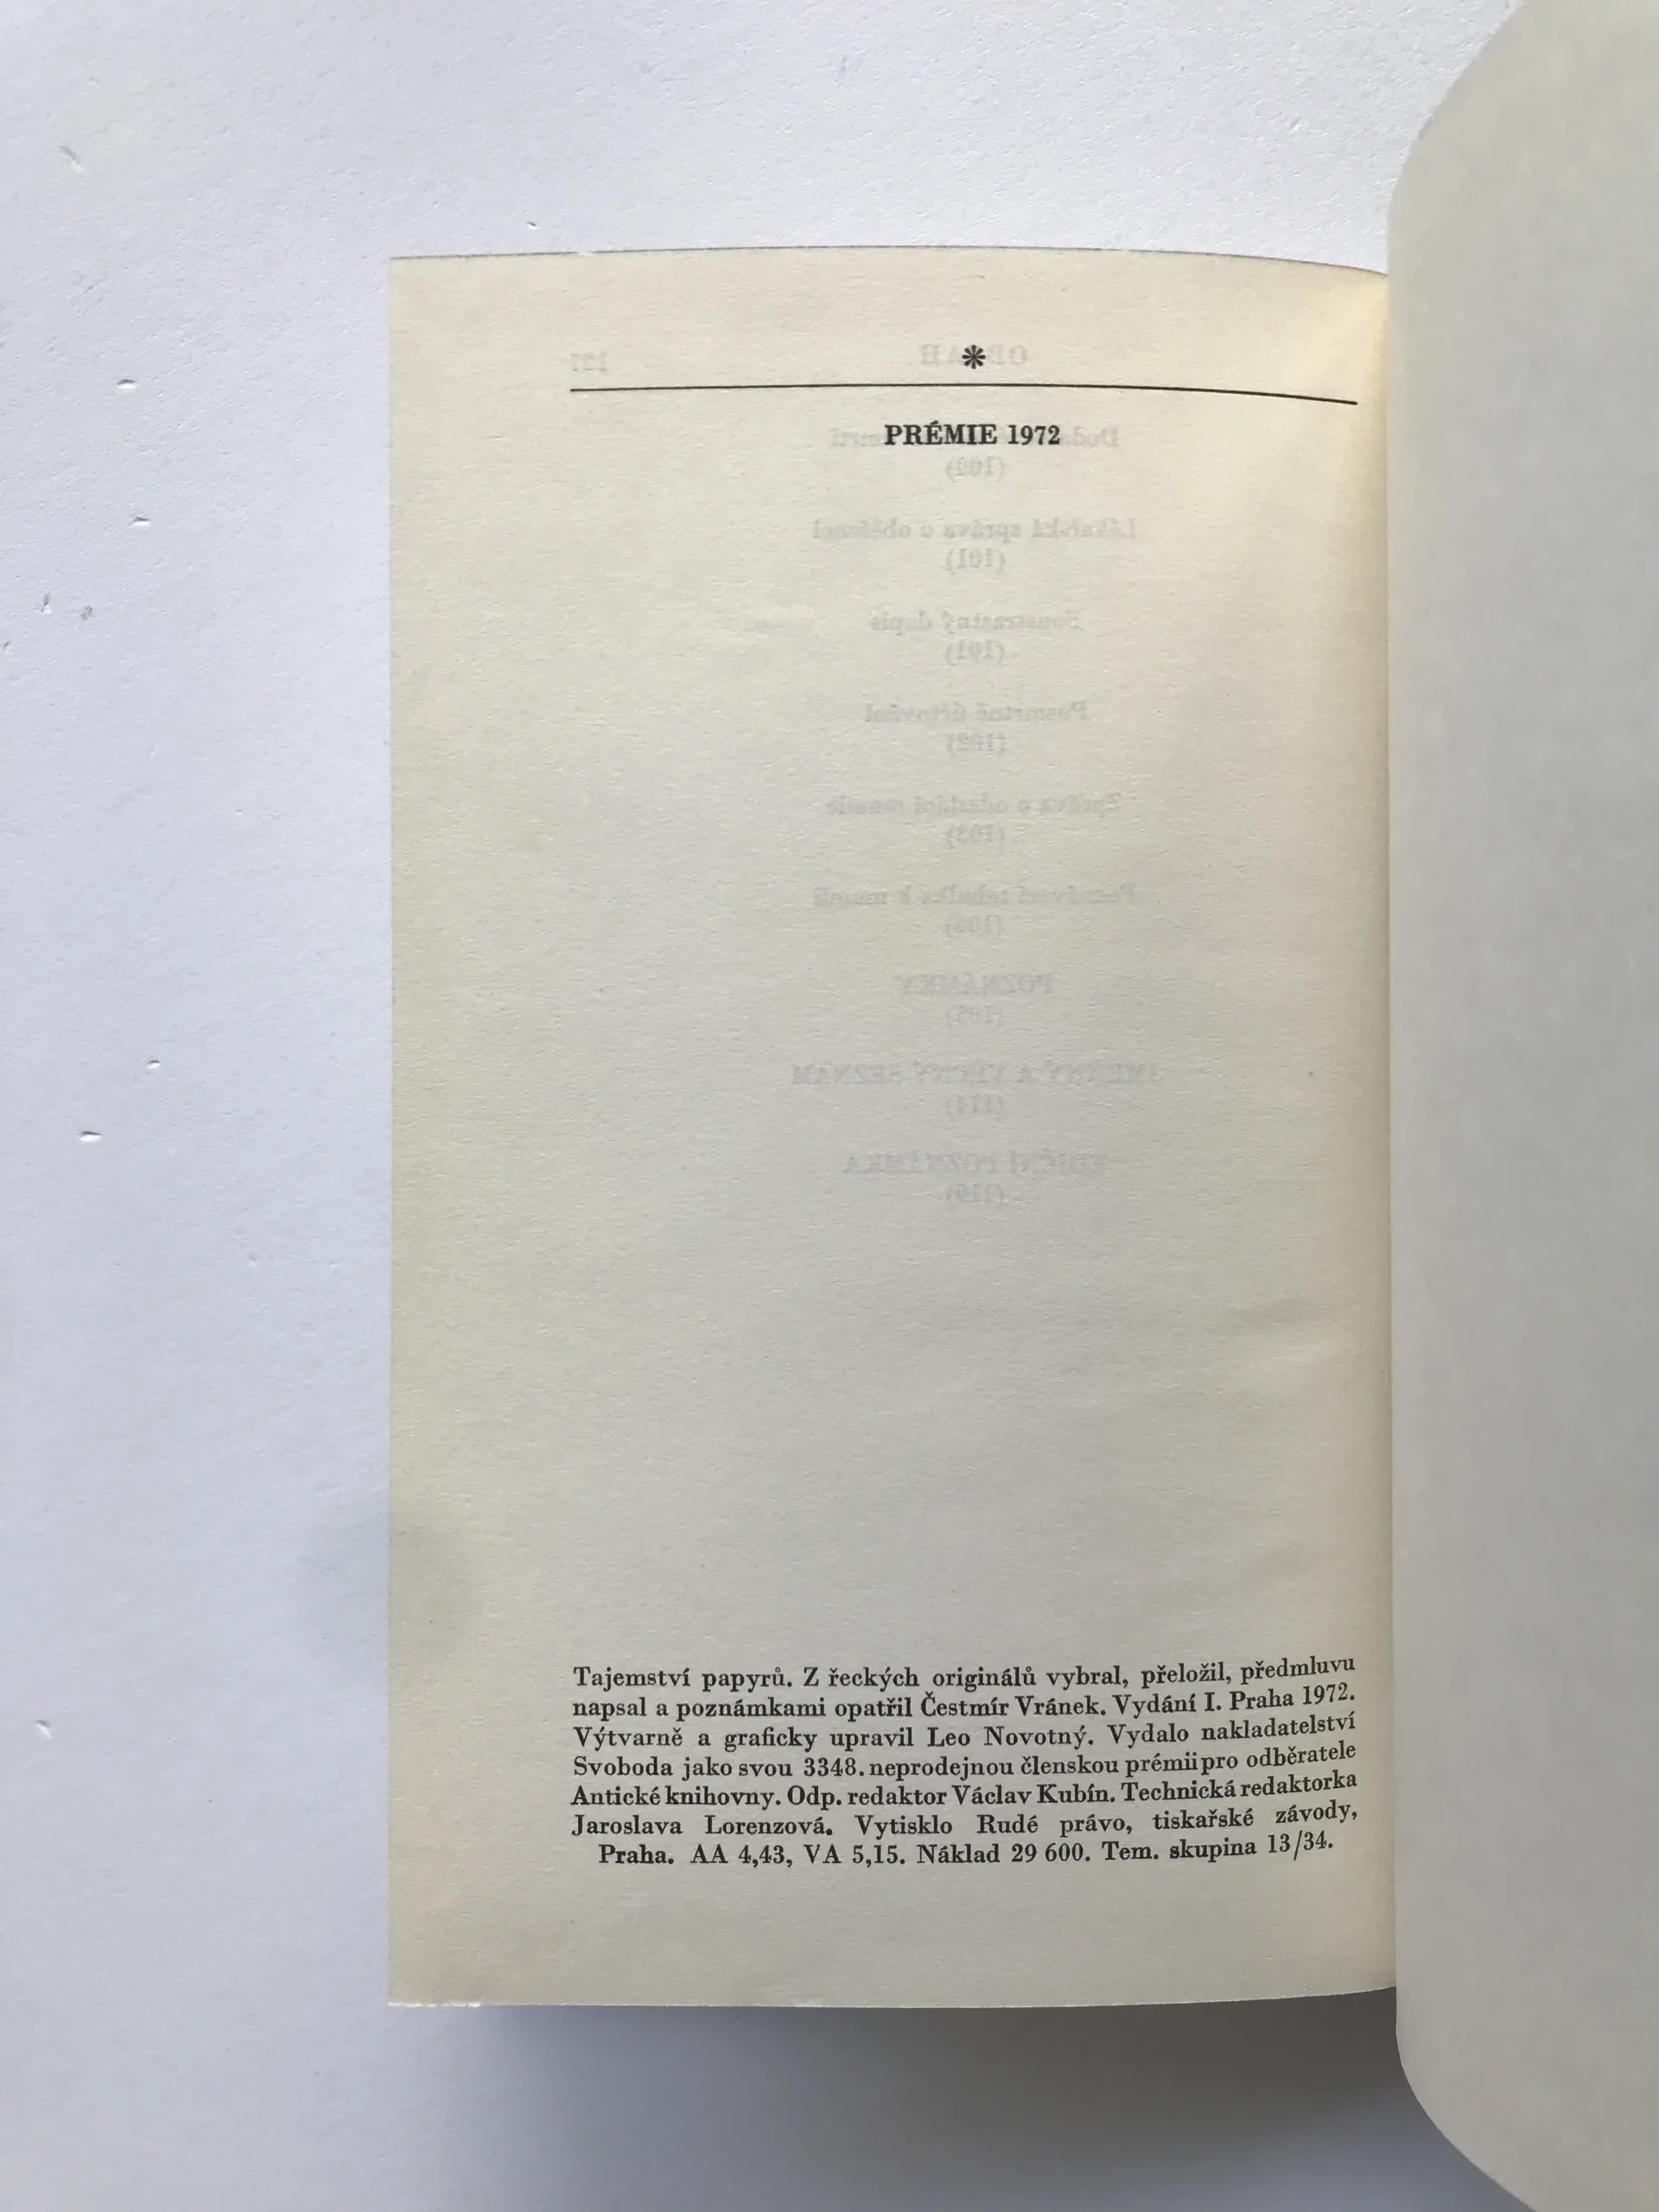 *
PRÉMIE 1972
Tajemství papyrů. Z řeckých originálů vybral, přeložil, předmluvu
napsal a poznámkami opatřil Čestmír Vránek. Vydání I. Praha 1972.
Výtvarně a graficky upravil Leo Novotný. Vydalo nakladatelství
Svoboda jako svou 3348. neprodejnou členskou prémii pro odběratele
Antické knihovny. Odp. redaktor Václav Kubín. Technická redaktorka
Jaroslava Lorenzová. Vytisklo Rudé právo, tiskařské závody,
Praha. AA 4,43, VA 5,15. Náklad 29 600. Tem. skupina 13/34.